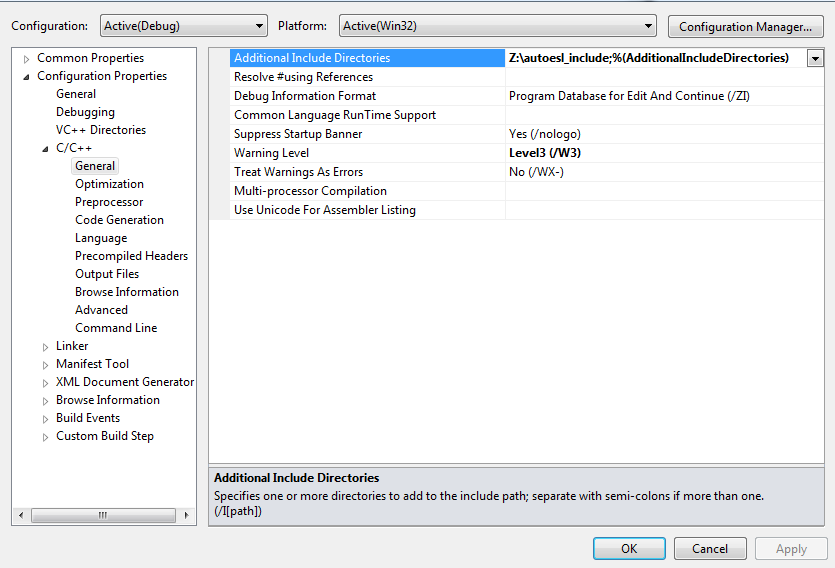 Configuration: Active(Debug) Platform: Active(Win32) Configuration Manager...
Common Properties
Configuration Properties
General
Debugging
VC++ Directories
C/C++
General
Optimization
Preprocessor
Code Generation
Language
Precompiled Headers
Output Files
Browse Information
Advanced
Command Line
Linker
Manifest Tool
XML Document Generator
Browse Information
Build Events
Custom Build Step
Additional Include Directories Z:\autoesl_include;%(AdditionalIncludeDirectories)
Resolve #using References
Debug Information Format Program Database for Edit And Continue (/ZI)
Common Language RunTime Support
Suppress Startup Banner Yes (/nologo)
Warning Level Level3 (/W3)
Treat Warnings As Errors No (/WX-)
Multi-processor Compilation
Use Unicode For Assembler Listing
Additional Include Directories
Specifies one or more directories to add to the include path; separate with semi-colons if more than one.
(/I[path])
OK Cancel Apply